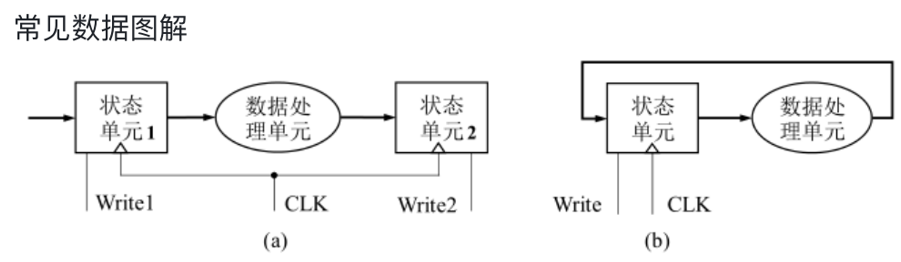 常见数据图解
状态
单元1
数据处
理单元
状态
单元2
Write1
CLK
Write2
(a)
状态
单元
数据处
理单元
Write
CLK
(b)